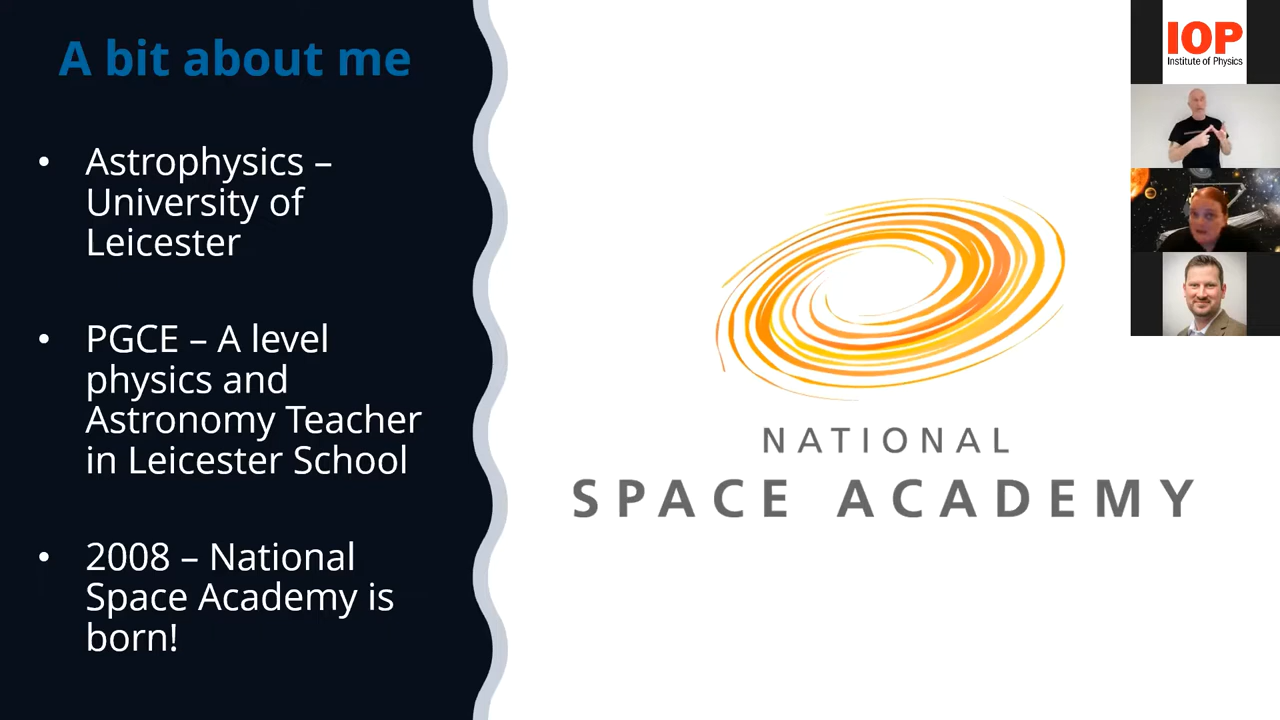 A bit about me
• Astrophysics –
University of
Leicester
• PGCE – A level
physics and
Astronomy Teacher
in Leicester School
• 2008 – National
Space Academy is
born!
NATIONAL
SPACE ACADEMY
IOP
Institute of Physics